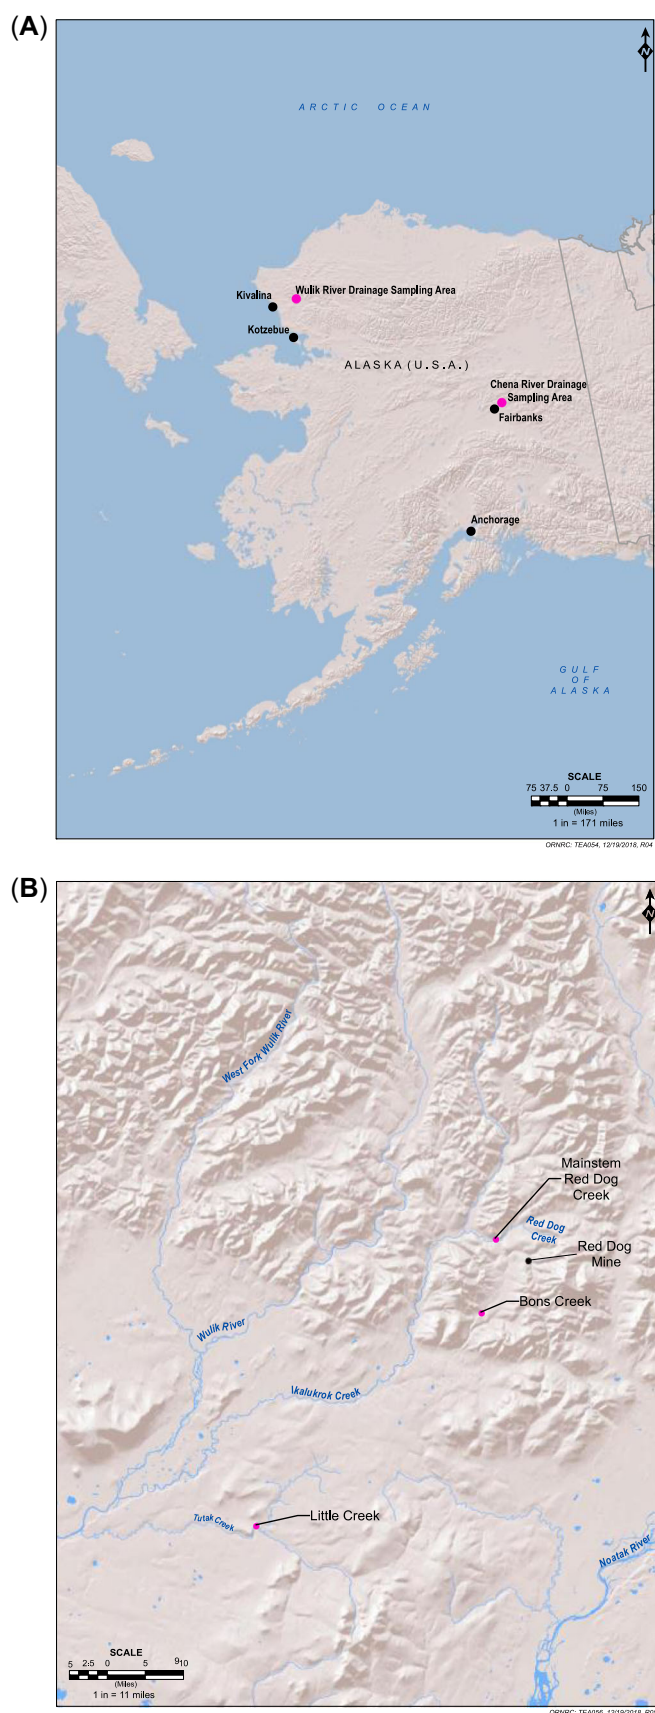 (A)
N
ARCTIC OCEAN
Kivalina
Wulik River Drainage Sampling Area
Kotzebue
ALASKA (U.S.A.)
Chena River Drainage
Sampling Area
Fairbanks
Anchorage
GULF
OF
ALASKA
SCALE
75 37.5 0 75 150
(Miles)
1 in = 171 miles
ORNRC: TEA054, 12/19/2018, R04
(B)
N
West Fork Wulik River
Mainstem
Red Dog
Creek
Red Dog
Creek
Red Dog
Mine
Bons Creek
Wulik River
Ikalukrok Creek
Little Creek
Tutak Creek
Noatak River
SCALE
5 2.5 0 5 10
(Miles)
1 in = 11 miles